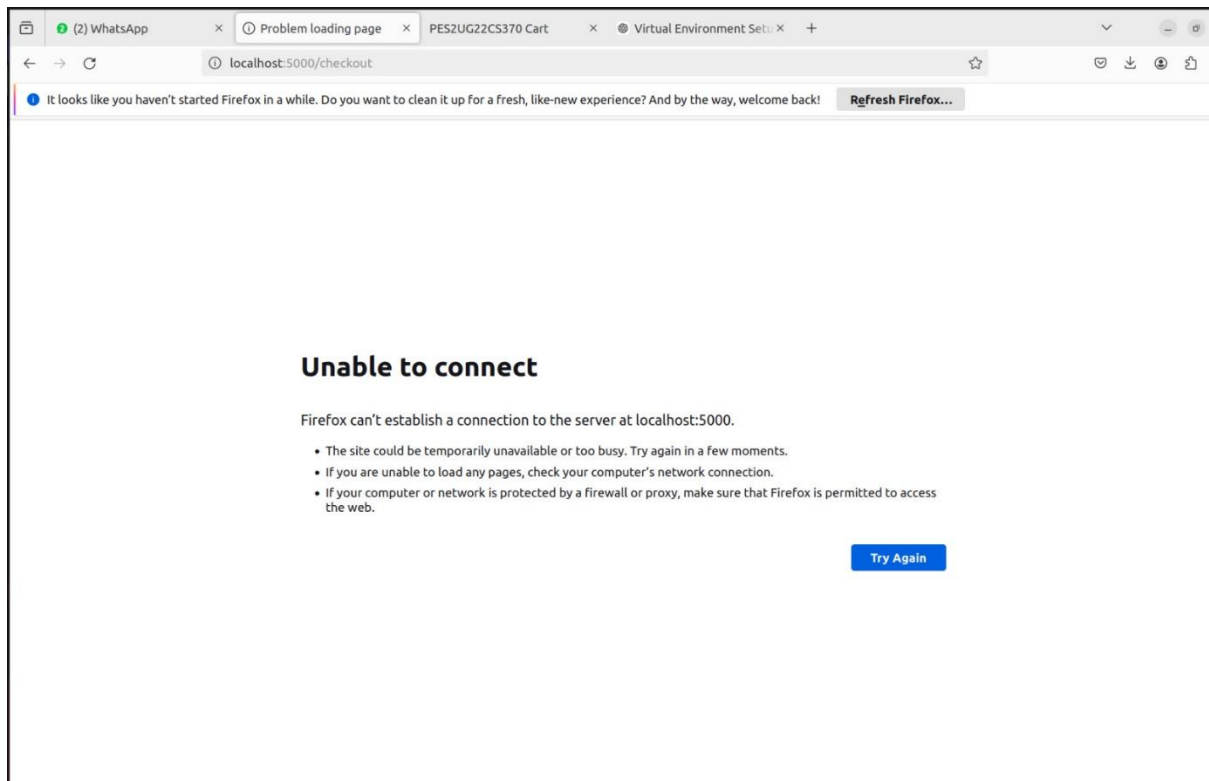 (2) WhatsApp
Problem loading page
PES2UG22CS370 Cart
Virtual Environment Setu
localhost:5000/checkout
It looks like you haven't started Firefox in a while. Do you want to clean it up for a fresh, like-new experience? And by the way, welcome back!
Refresh Firefox...
Unable to connect
Firefox can't establish a connection to the server at localhost:5000.
• The site could be temporarily unavailable or too busy. Try again in a few moments.
• If you are unable to load any pages, check your computer's network connection.
• If your computer or network is protected by a firewall or proxy, make sure that Firefox is permitted to access
the web.
Try Again